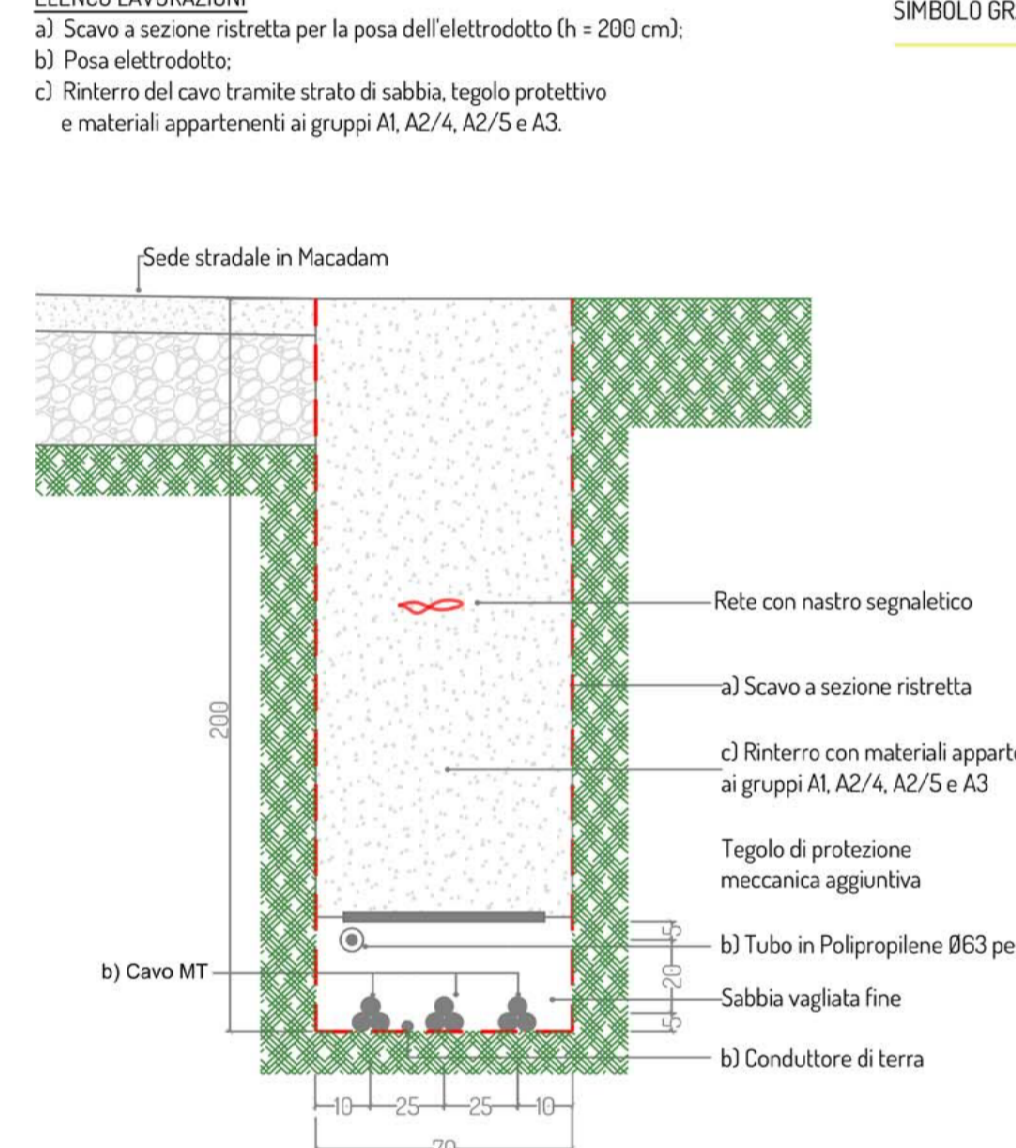 ELENCO LAVORAZIONI
a) Scavo a sezione ristretta per la posa dell'elettrodotto (h = 200 cm);
b) Posa elettrodotto;
c) Rinterro del cavo tramite strato di sabbia, tegolo protettivo
e materiali appartenenti ai gruppi A1, A2/4, A2/5 e A3.
SIMBOLO GR
Sede stradale in Macadam
Rete con nastro segnaletico
a) Scavo a sezione ristretta
200
c) Rinterro con materiali apparte
ai gruppi A1, A2/4, A2/5 e A3
Tegolo di protezione
meccanica aggiuntiva
5
b) Tubo in Polipropilene Ø63 pe
b) Cavo MT
20
Sabbia vagliata fine
5
b) Conduttore di terra
10 25 25 10
70